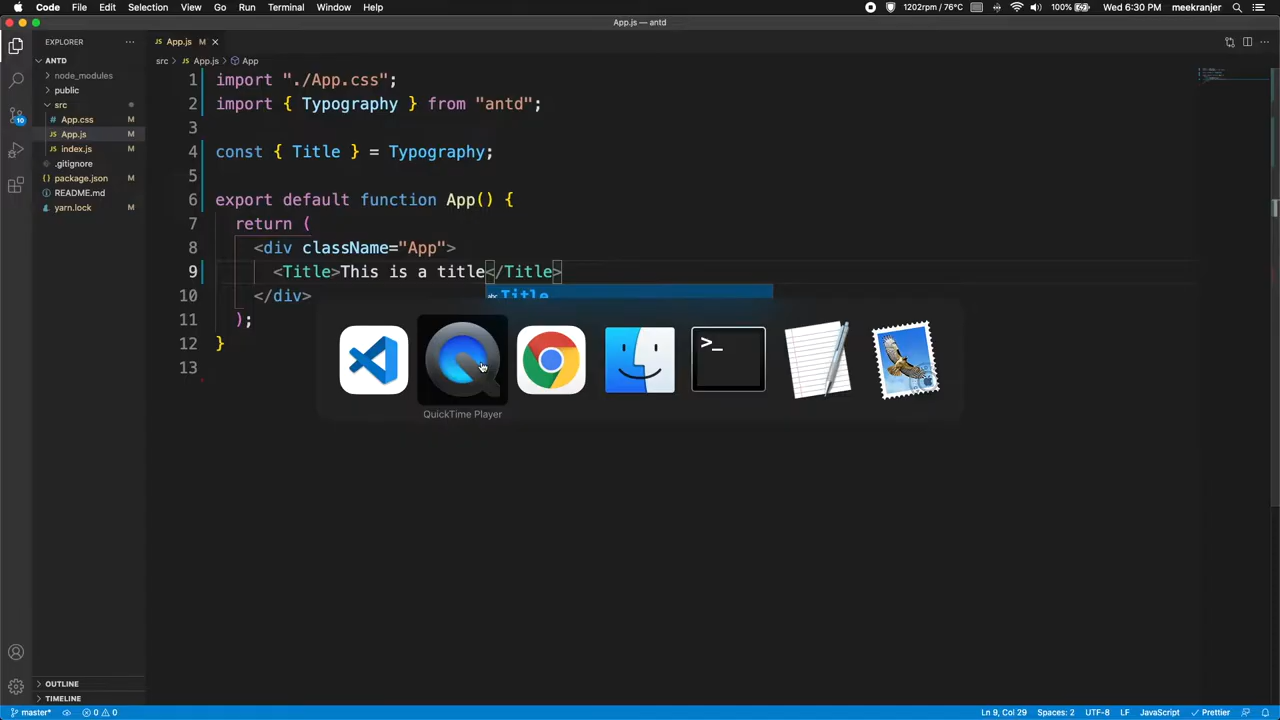 Code File Edit Selection View Go Run Terminal Window Help 1202rpm / 76°C 100% Wed 6:30 PM meekranjer
App.js — antd
EXPLORER
App.js M
ANTD
node_modules
public
src
App.css M
App.js M
index.js M
.gitignore
package.json M
README.md
yarn.lock M
10
src > App.js > App
1 import "./App.css";
2 import { Typography } from "antd";
3
4 const { Title } = Typography;
5
6 export default function App() {
7 return (
8 <div className="App">
9 <Title>This is a title</Title>
abc Title
10 </div>
11 );
12 }
13
>_
QuickTime Player
OUTLINE
TIMELINE
master* 0 0 Ln 9, Col 29 Spaces: 2 UTF-8 LF JavaScript Prettier